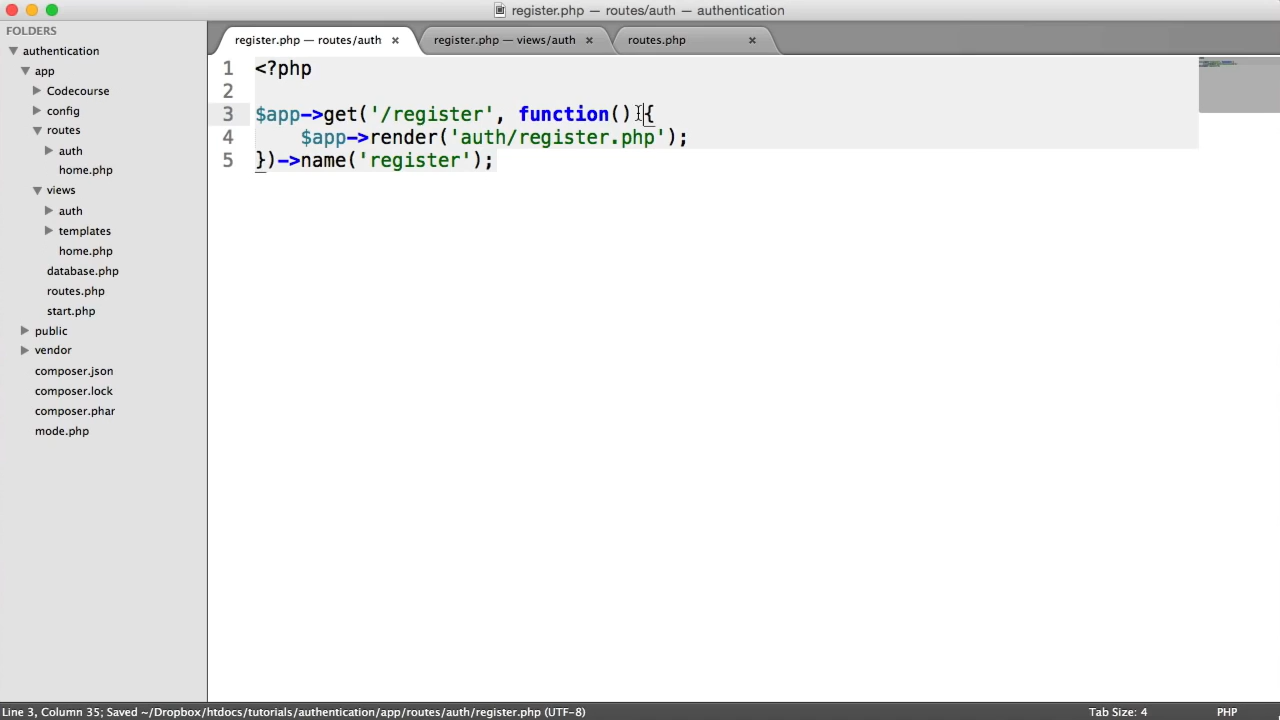 register.php — routes/auth — authentication
FOLDERS
authentication
app
Codecourse
config
routes
auth
home.php
views
auth
templates
home.php
database.php
routes.php
start.php
public
vendor
composer.json
composer.lock
composer.phar
mode.php
register.php — routes/auth
register.php — views/auth
routes.php
1 <?php
2
3 $app->get('/register', function() {
4 $app->render('auth/register.php');
5 })->name('register');
Line 3, Column 35; Saved ~/Dropbox/htdocs/tutorials/authentication/app/routes/auth/register.php (UTF-8)
Tab Size: 4
PHP